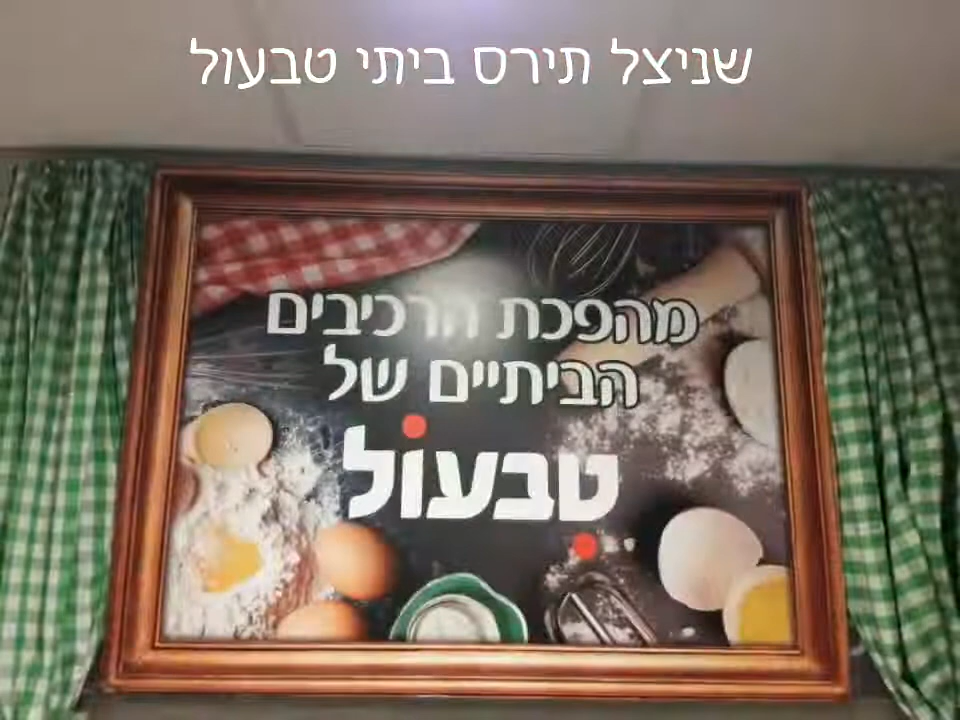 שניצל תירס ביתי טבעול
מהפכת הרכיבים
הביתיים של
טבעול